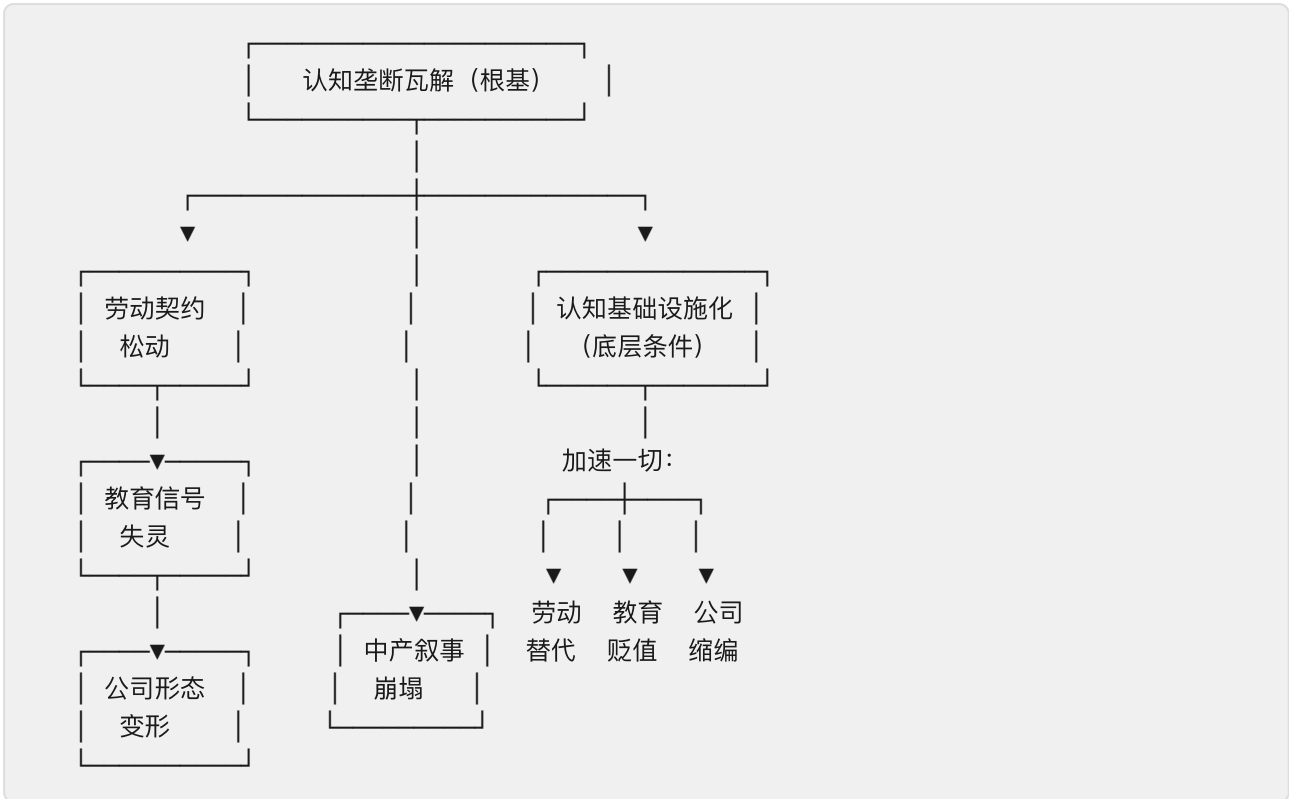 认知垄断瓦解（根基）
劳动契约
松动
认知基础设施化
（底层条件）
加速一切：
教育信号
失灵
劳动 教育 公司
替代 贬值 缩编
中产叙事
崩塌
公司形态
变形